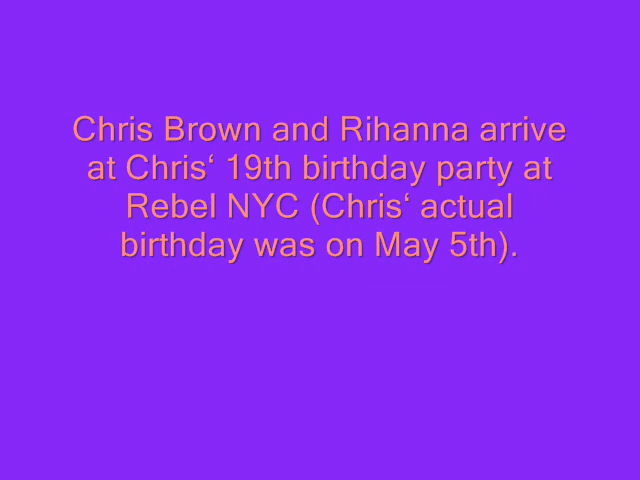 Chris Brown and Rihanna arrive
at Chris‘ 19th birthday party at
Rebel NYC (Chris‘ actual
birthday was on May 5th).